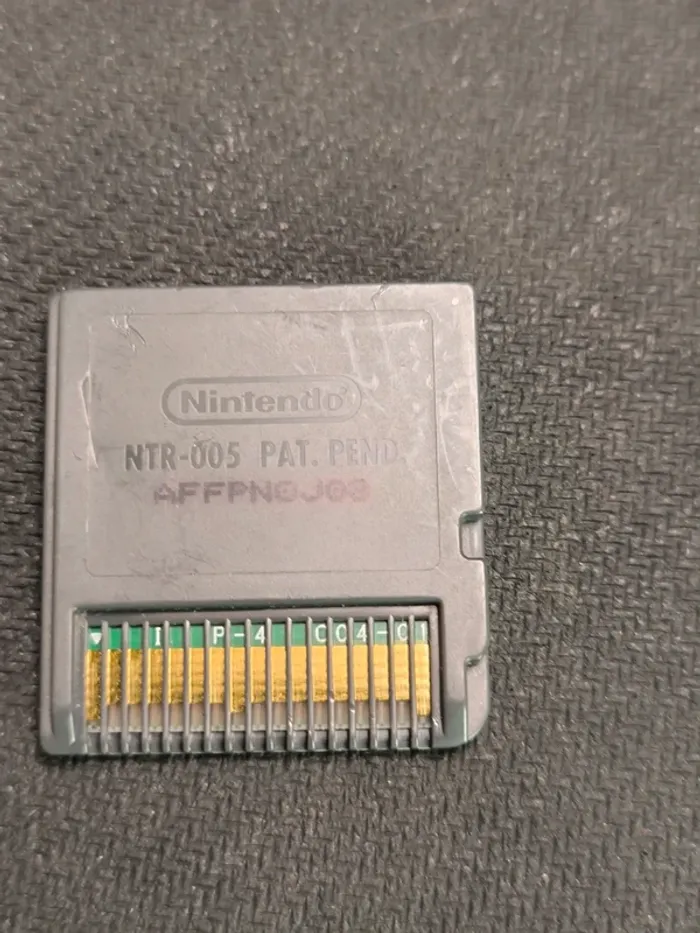 Nintendo®
NTR-005 PAT. PEND.
AFFPN0J08
I P-4 C04-01